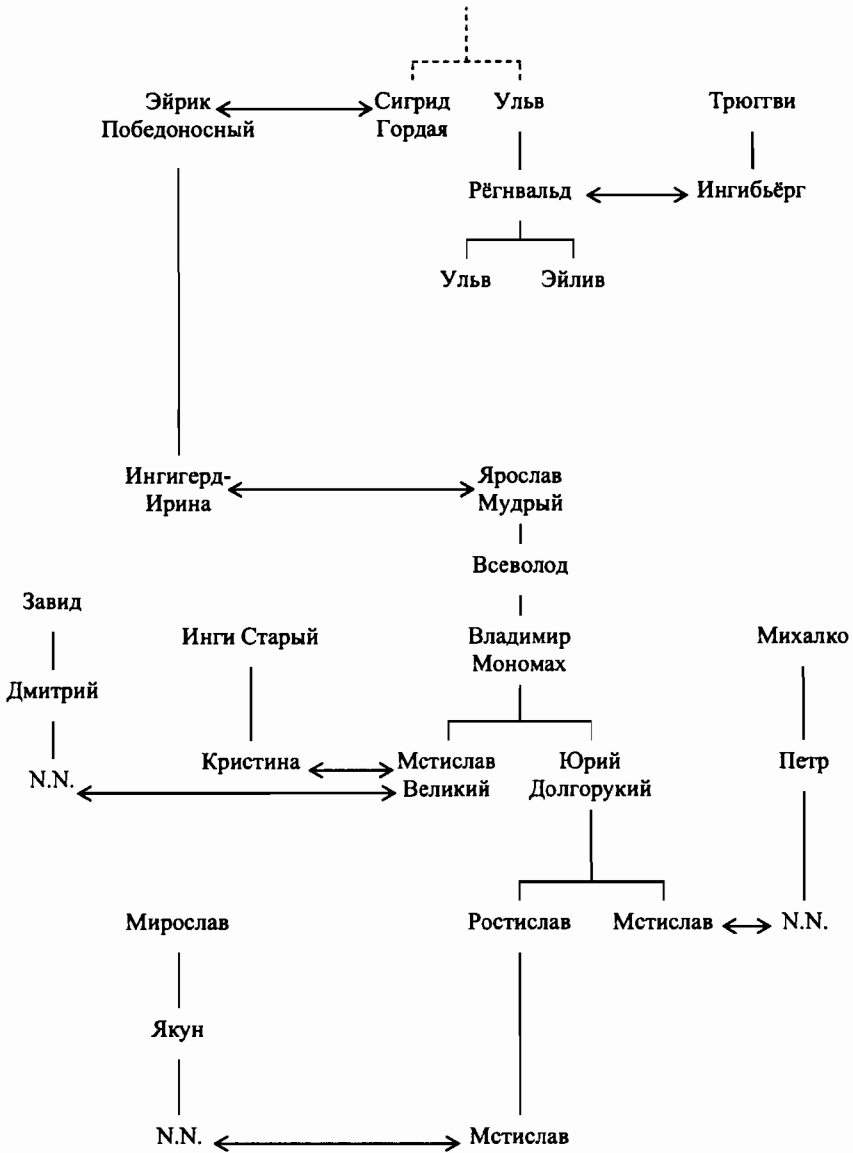 Эйрик
Победоносный
Сигрид
Гордая
Ульв
Трюггви
Рёгнвальд
Ингибьёрг
Ульв
Эйлив
Ингигерд-
Ирина
Ярослав
Мудрый
Всеволод
Завид
Инги Старый
Владимир
Мономах
Михалко
Дмитрий
N.N.
Кристина
Мстислав
Великий
Юрий
Долгорукий
Петр
Мирослав
Ростислав
Мстислав
N.N.
Якун
N.N.
Мстислав